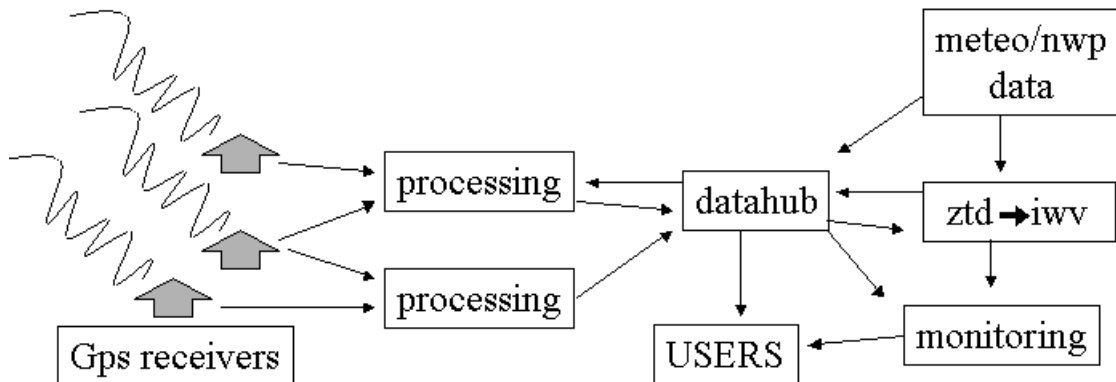 meteo/nwp
data
processing
datahub
ztd➔iwv
processing
Gps receivers
USERS
monitoring